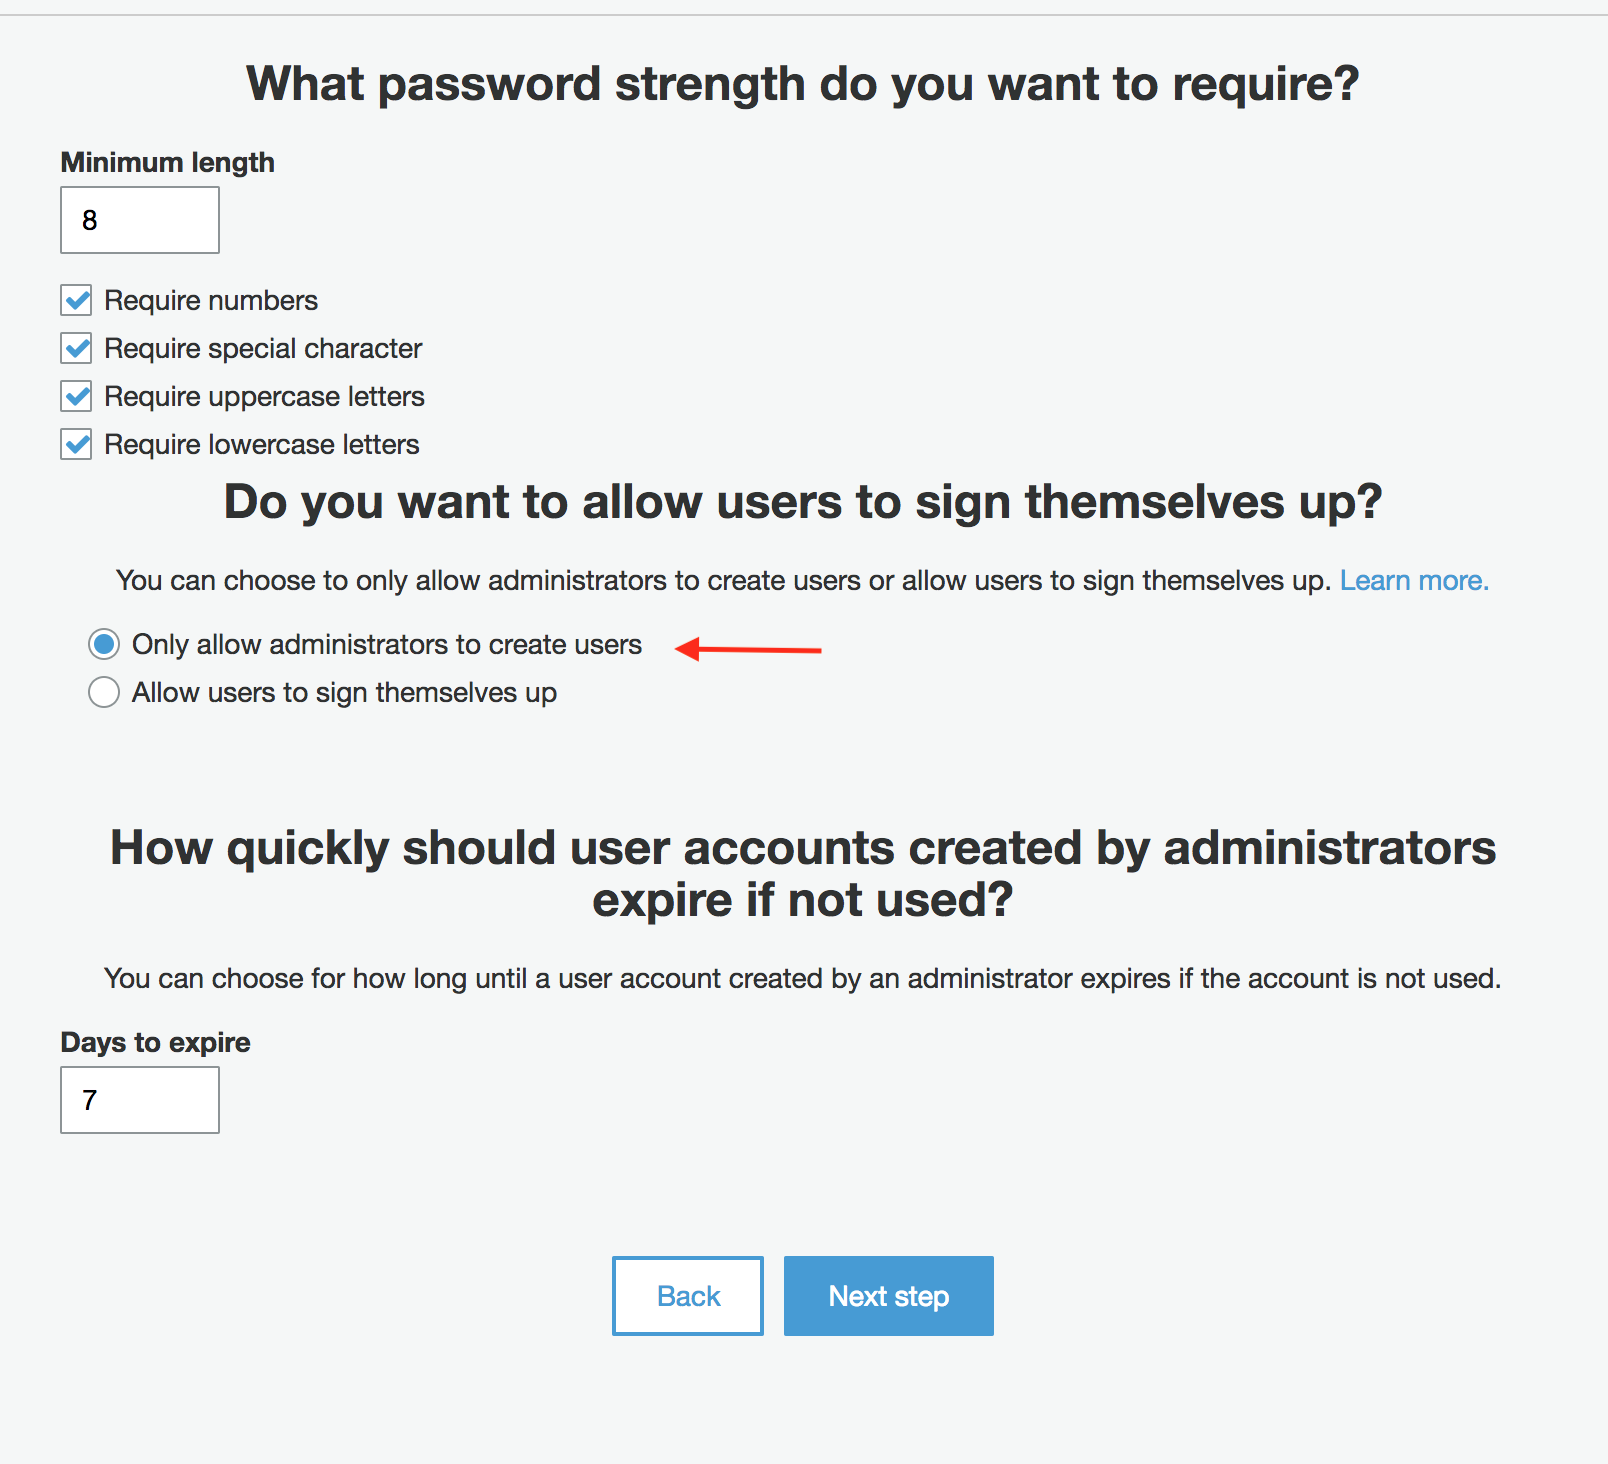 What password strength do you want to require?
Minimum length
8
Require numbers
Require special character
Require uppercase letters
Require lowercase letters
Do you want to allow users to sign themselves up?
You can choose to only allow administrators to create users or allow users to sign themselves up. Learn more.
Only allow administrators to create users
Allow users to sign themselves up
How quickly should user accounts created by administrators
expire if not used?
You can choose for how long until a user account created by an administrator expires if the account is not used.
Days to expire
7
Back
Next step